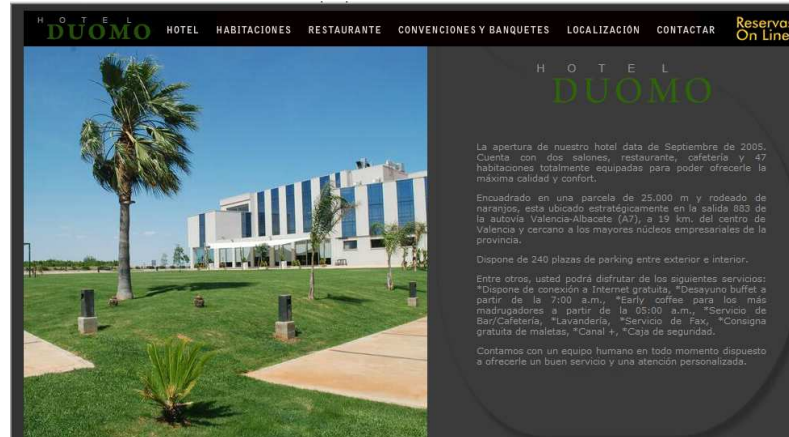 HOTEL
DUOMO
HOTEL HABITACIONES RESTAURANTE CONVENCIONES Y BANQUETES LOCALIZACIÓN CONTACTAR
Reservas
On Line
HOTEL
DUOMO
La apertura de nuestro hotel data de Septiembre de 2005.
Cuenta con dos salones, restaurante, cafetería y 47
habitaciones totalmente equipadas para poder ofrecerle la
máxima calidad y confort.
Encuadrado en una parcela de 25.000 m y rodeado de
naranjos, esta ubicado estratégicamente en la salida 883 de
la autovía Valencia-Albacete (A7), a 19 km. del centro de
Valencia y cercano a los mayores núcleos empresariales de la
provincia.
Dispone de 240 plazas de parking entre exterior e interior.
Entre otros, usted podrá disfrutar de los siguientes servicios:
*Dispone de conexión a Internet gratuita, *Desayuno buffet a
partir de la 7:00 a.m., *Early coffee para los más
madrugadores a partir de la 05:00 a.m., *Servicio de
Bar/Cafetería, *Lavandería, *Servicio de Fax, *Consigna
gratuita de maletas, *Canal +, *Caja de seguridad.
Contamos con un equipo humano en todo momento dispuesto
a ofrecerle un buen servicio y una atención personalizada.